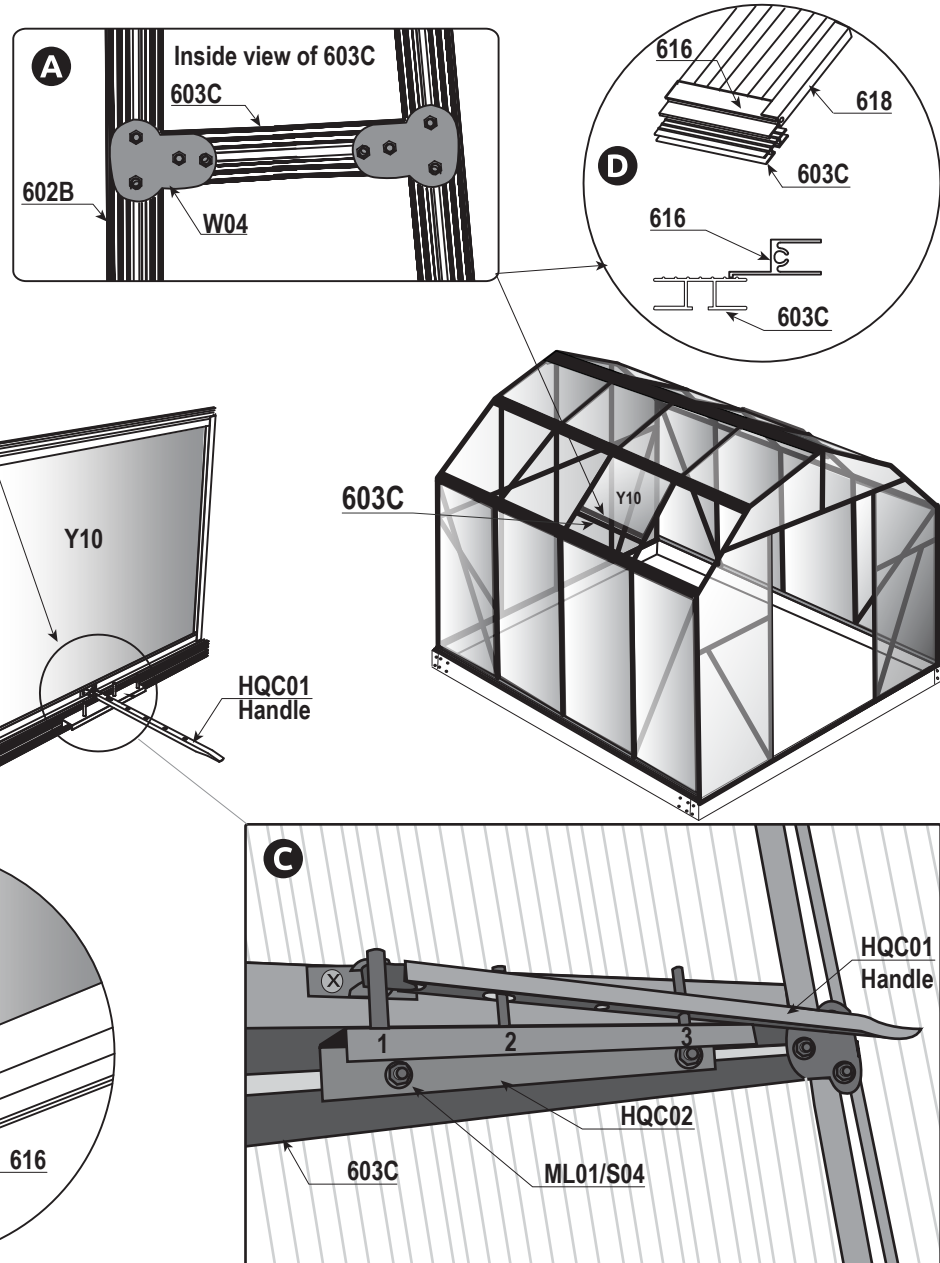 A
Inside view of 603C
603C
602B
W04
616
618
D
603C
616
603C
603C
Y10
Y10
HQC01
Handle
C
X
HQC01
Handle
1
2
3
HQC02
603C
ML01/S04
616